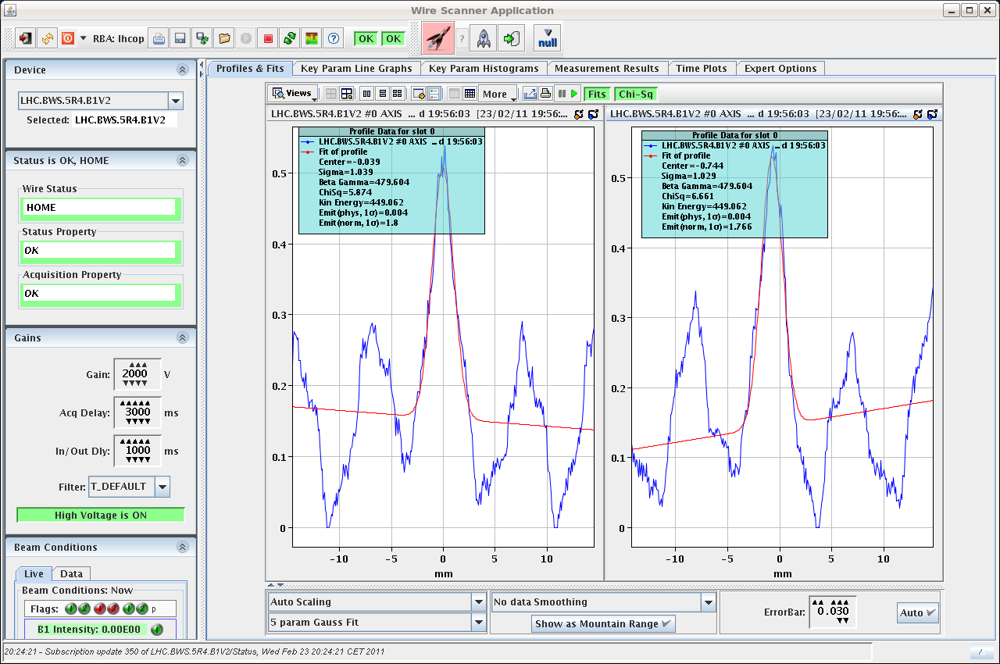 Wire Scanner Application
RBA: lhcop
OK OK
?
null
Device
LHC.BWS.5R4.B1V2
Selected: LHC.BWS.5R4.B1V2
Status is OK, HOME
Wire Status
HOME
Status Property
OK
Acquisition Property
OK
Gains
Gain: 2000 V
Acq Delay: 3000 ms
In/Out Dly: 1000 ms
Filter: T_DEFAULT
High Voltage is ON
Beam Conditions
Live Data
Beam Conditions: Now
Flags: 1 2 1 2 1 2 p
B1 Intensity: 0.00E00
Profiles & Fits Key Param Line Graphs Key Param Histograms Measurement Results Time Plots Expert Options
Views More Fits Chi-Sq
LHC.BWS.5R4.B1V2 #0 AXIS ... d 19:56:03 [23/02/11 19:56:...
Profile Data for slot 0
LHC.BWS.5R4.B1V2 #0 AXIS ... d 19:56:03
Fit of profile
Center=-0.039
Sigma=1.039
Beta Gamma=479.604
ChiSq=5.874
Kin Energy=449.062
Emit(phys, 1σ)=0.004
Emit(norm, 1σ)=1.8
0.5
0.4
0.3
0.2
0.1
0
-10 -5 0 5 10
mm
LHC.BWS.5R4.B1V2 #0 AXIS ... d 19:56:03 [23/02/11 19:56:...
Profile Data for slot 0
LHC.BWS.5R4.B1V2 #0 AXIS ... d 19:56:03
Fit of profile
Center=-0.744
Sigma=1.029
Beta Gamma=479.604
ChiSq=6.661
Kin Energy=449.062
Emit(phys, 1σ)=0.004
Emit(norm, 1σ)=1.766
0.5
0.4
0.3
0.2
0.1
0
-10 -5 0 5 10
mm
Auto Scaling
5 param Gauss Fit
No data Smoothing
Show as Mountain Range
ErrorBar: 0.030
Auto
20:24:21 - Subscription update 350 of LHC.BWS.5R4.B1V2/Status, Wed Feb 23 20:24:21 CET 2011